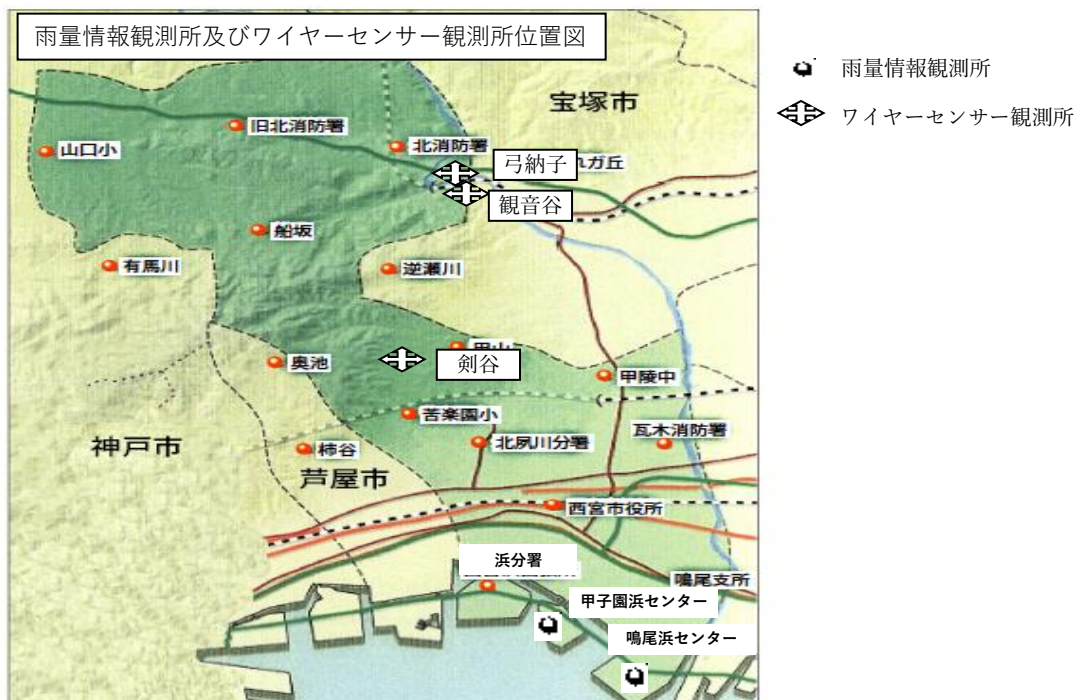 雨量情報観測所及びワイヤーセンサー観測所位置図
雨量情報観測所
ワイヤーセンサー観測所
宝塚市
旧北消防署
北消防署
山口小
弓納子
ガ丘
観音谷
船坂
有馬川
逆瀬川
甲山
奥池
剣谷
甲陵中
苦楽園小
瓦木消防署
北夙川分署
神戸市
柿谷
芦屋市
西宮市役所
浜分署
鳴尾支所
甲子園浜センター
鳴尾浜センター